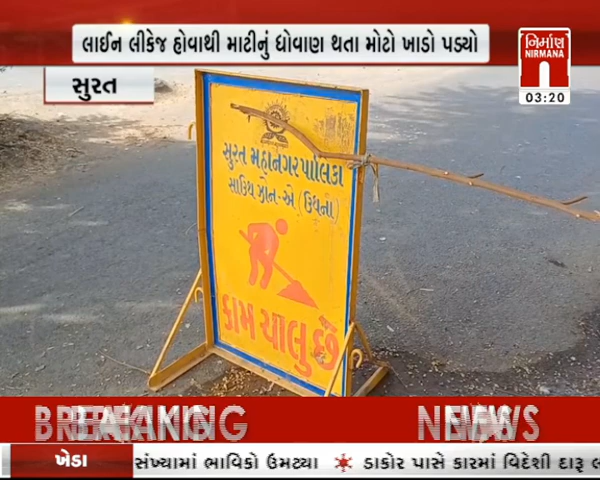 લાઈન લીકેજ હોવાથી માટીનું ધોવાણ થતા મોટો ખાડો પડ્યો
निर्माण
NIRMANA
સુરત
03:20
સુરત મહાનગરપાલિકા
સાઉથ ઝોન-એ (ઉધના)
કામ ચાલુ છે
BREAKING NEWS
ખેડા સંખ્યામાં ભાવિકો ઉમટ્યા ડાકોર પાસે કારમાં વિદેશી દારૂ